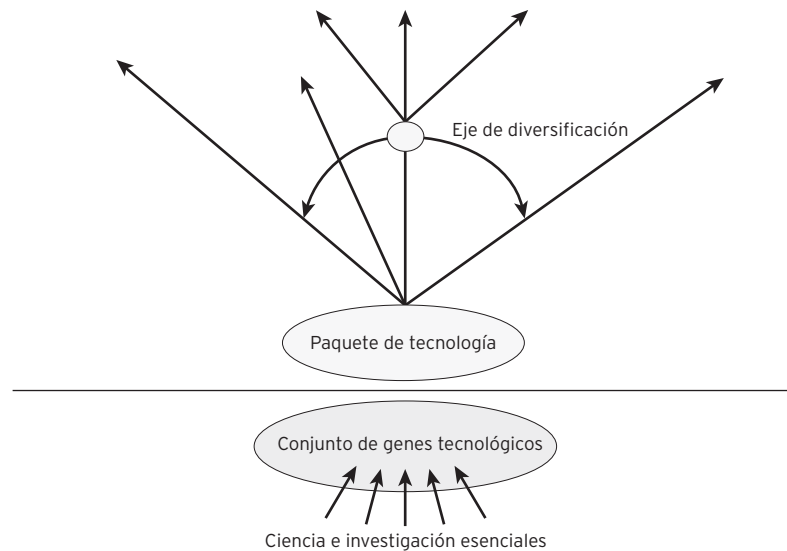 Eje de diversificación
Paquete de tecnología
Conjunto de genes tecnológicos
Ciencia e investigación esenciales